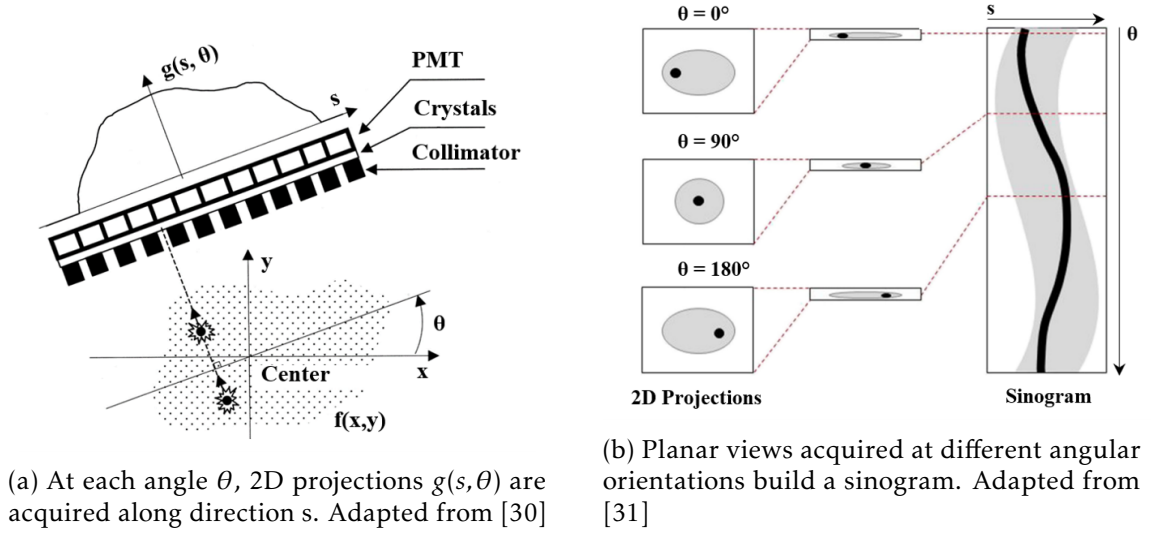 g(s, θ)
s
PMT
Crystals
Collimator
y
θ
Center
x
f(x,y)
(a) At each angle θ, 2D projections g(s,θ) are
acquired along direction s. Adapted from [30]
θ = 0°
θ = 90°
θ = 180°
2D Projections
s
θ
Sinogram
(b) Planar views acquired at different angular
orientations build a sinogram. Adapted from
[31]